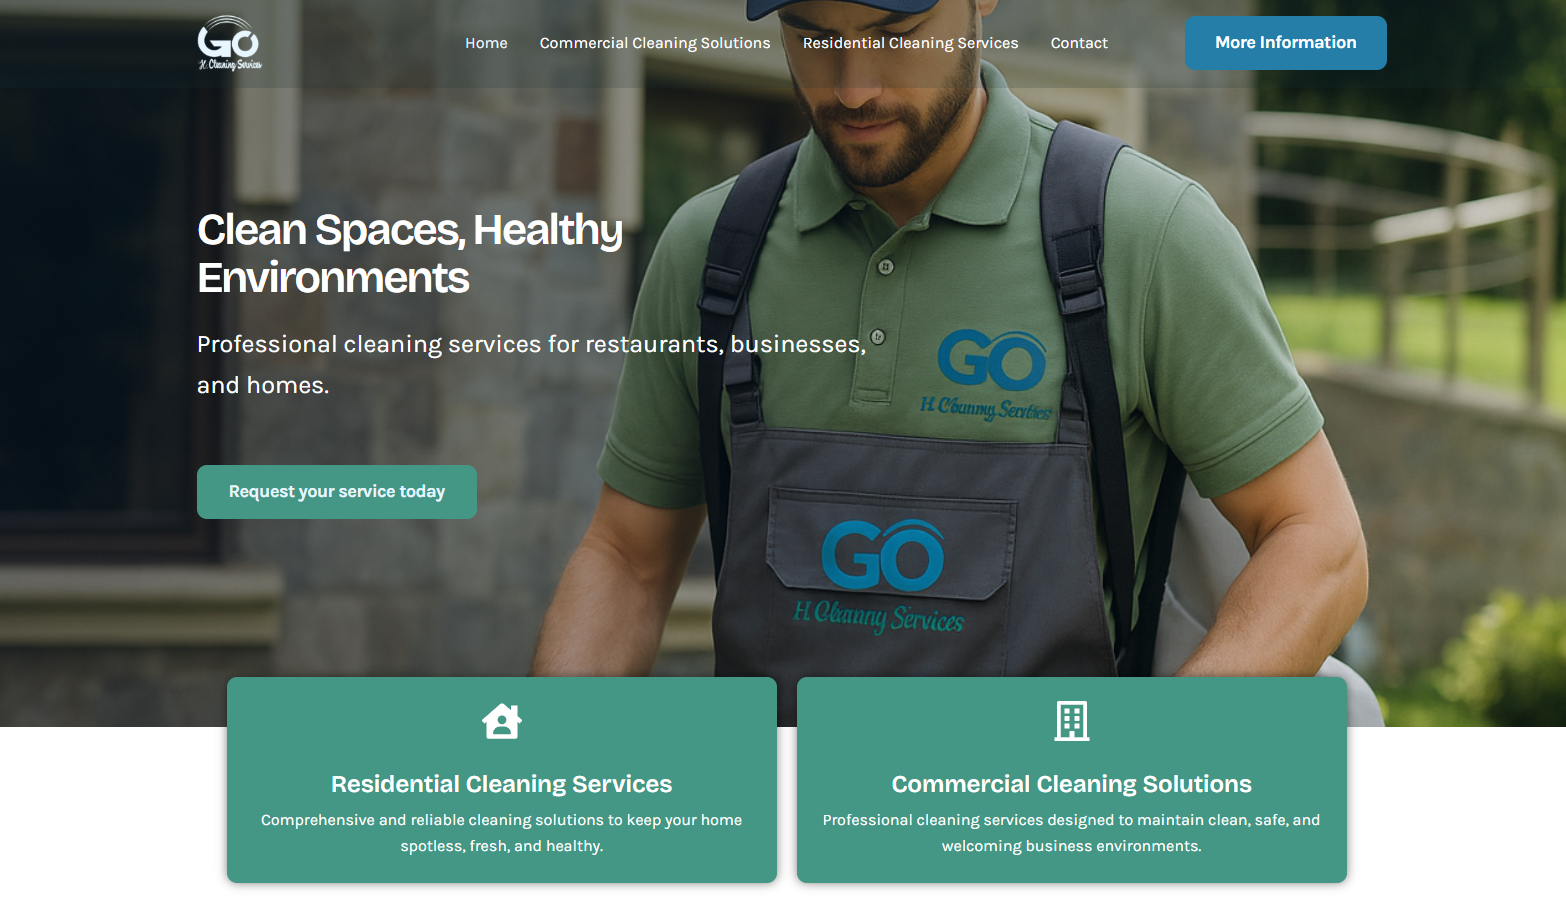 GO
H. Cleaning Services
Home
Commercial Cleaning Solutions
Residential Cleaning Services
Contact
More Information
Clean Spaces, Healthy
Environments
Professional cleaning services for restaurants, businesses,
and homes.
Request your service today
GO
H
GO
H
Services
Residential Cleaning Services
Comprehensive and reliable cleaning solutions to keep your home
spotless, fresh, and healthy.
Commercial Cleaning Solutions
Professional cleaning services designed to maintain clean, safe, and
welcoming business environments.